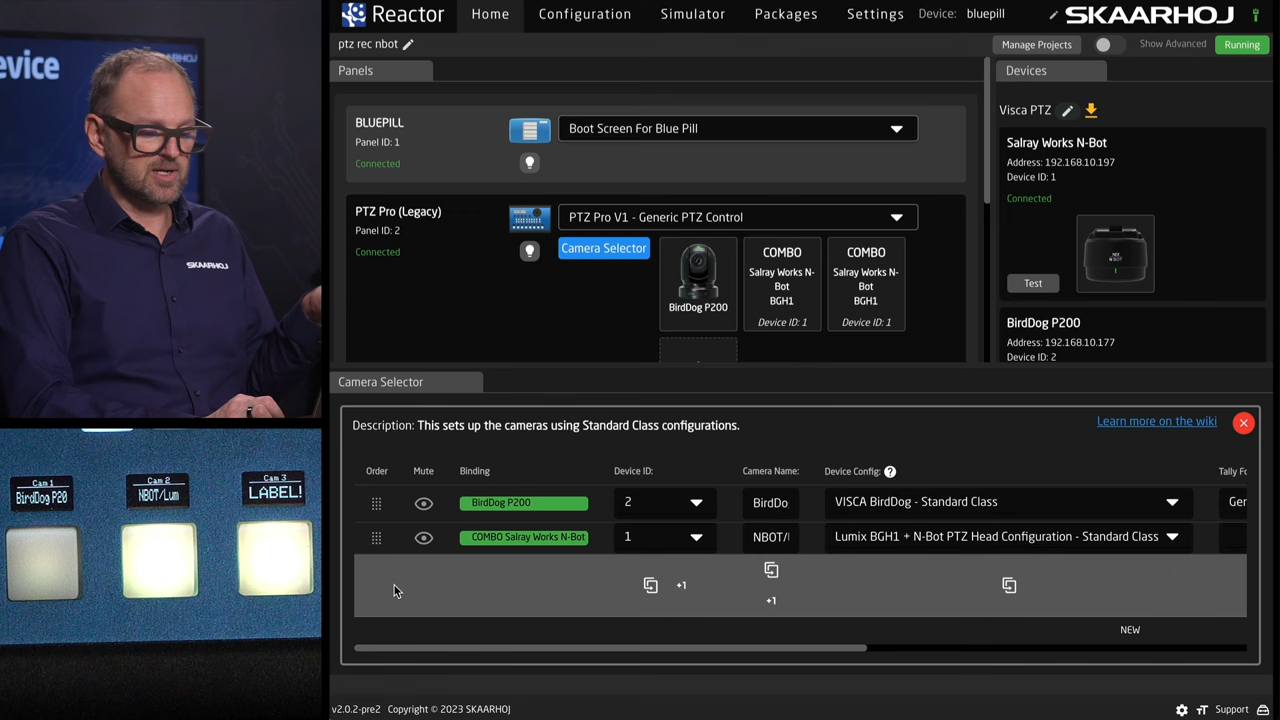 evice
SKAARHOJ
SKAARHOJ
Cam 1
BirdDog P20
Cam 2
NBOT/Lum
Cam 3
LABEL!
Reactor
Home
Configuration
Simulator
Packages
Settings
Device: bluepill
SKAARHOJ
ptz rec nbot
Manage Projects
Show Advanced
Running
Panels
BLUEPILL
Panel ID: 1
Connected
Boot Screen For Blue Pill
PTZ Pro (Legacy)
Panel ID: 2
Connected
PTZ Pro V1 - Generic PTZ Control
Camera Selector
BirdDog P200
COMBO
Salray Works N-
Bot
BGH1
Device ID: 1
COMBO
Salray Works N-
Bot
BGH1
Device ID: 1
Devices
Visca PTZ
Salray Works N-Bot
Address: 192.168.10.197
Device ID: 1
Connected
Test
BirdDog P200
Address: 192.168.10.177
Device ID: 2
Camera Selector
Description: This sets up the cameras using Standard Class configurations.
Learn more on the wiki
Order
Mute
Binding
Device ID:
Camera Name:
Device Config: ?
Tally Fo
BirdDog P200
2
BirdDo
VISCA BirdDog - Standard Class
Ger
COMBO Salray Works N-Bot
1
NBOT/l
Lumix BGH1 + N-Bot PTZ Head Configuration - Standard Class
+1
+1
NEW
v2.0.2-pre2 Copyright © 2023 SKAARHOJ
Support